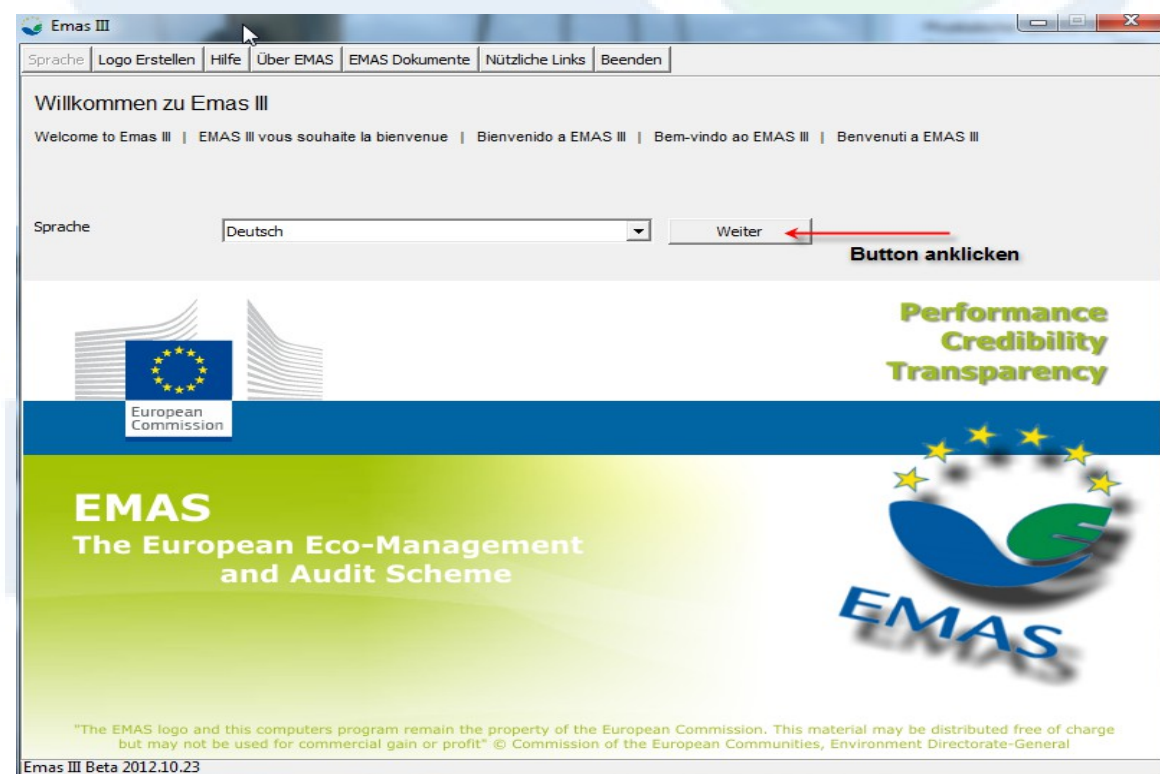 Emas III
Sprache Logo Erstellen Hilfe Über EMAS EMAS Dokumente Nützliche Links Beenden
Willkommen zu Emas III
Welcome to Emas III | EMAS III vous souhaite la bienvenue | Bienvenido a EMAS III | Bem-vindo ao EMAS III | Benvenuti a EMAS III
Sprache Deutsch Weiter
Button anklicken
Performance
Credibility
Transparency
European
Commission
EMAS
The European Eco-Management
and Audit Scheme
EMAS
"The EMAS logo and this computers program remain the property of the European Commission. This material may be distributed free of charge
but may not be used for commercial gain or profit" © Commission of the European Communities, Environment Directorate-General
Emas III Beta 2012.10.23